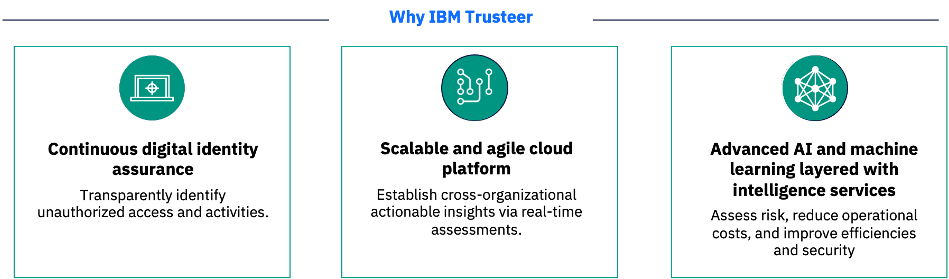 Why IBM Trusteer
Continuous digital identity
assurance
Transparently identify
unauthorized access and activities.
Scalable and agile cloud
platform
Establish cross-organizational
actionable insights via real-time
assessments.
Advanced AI and machine
learning layered with
intelligence services
Assess risk, reduce operational
costs, and improve efficiencies
and security